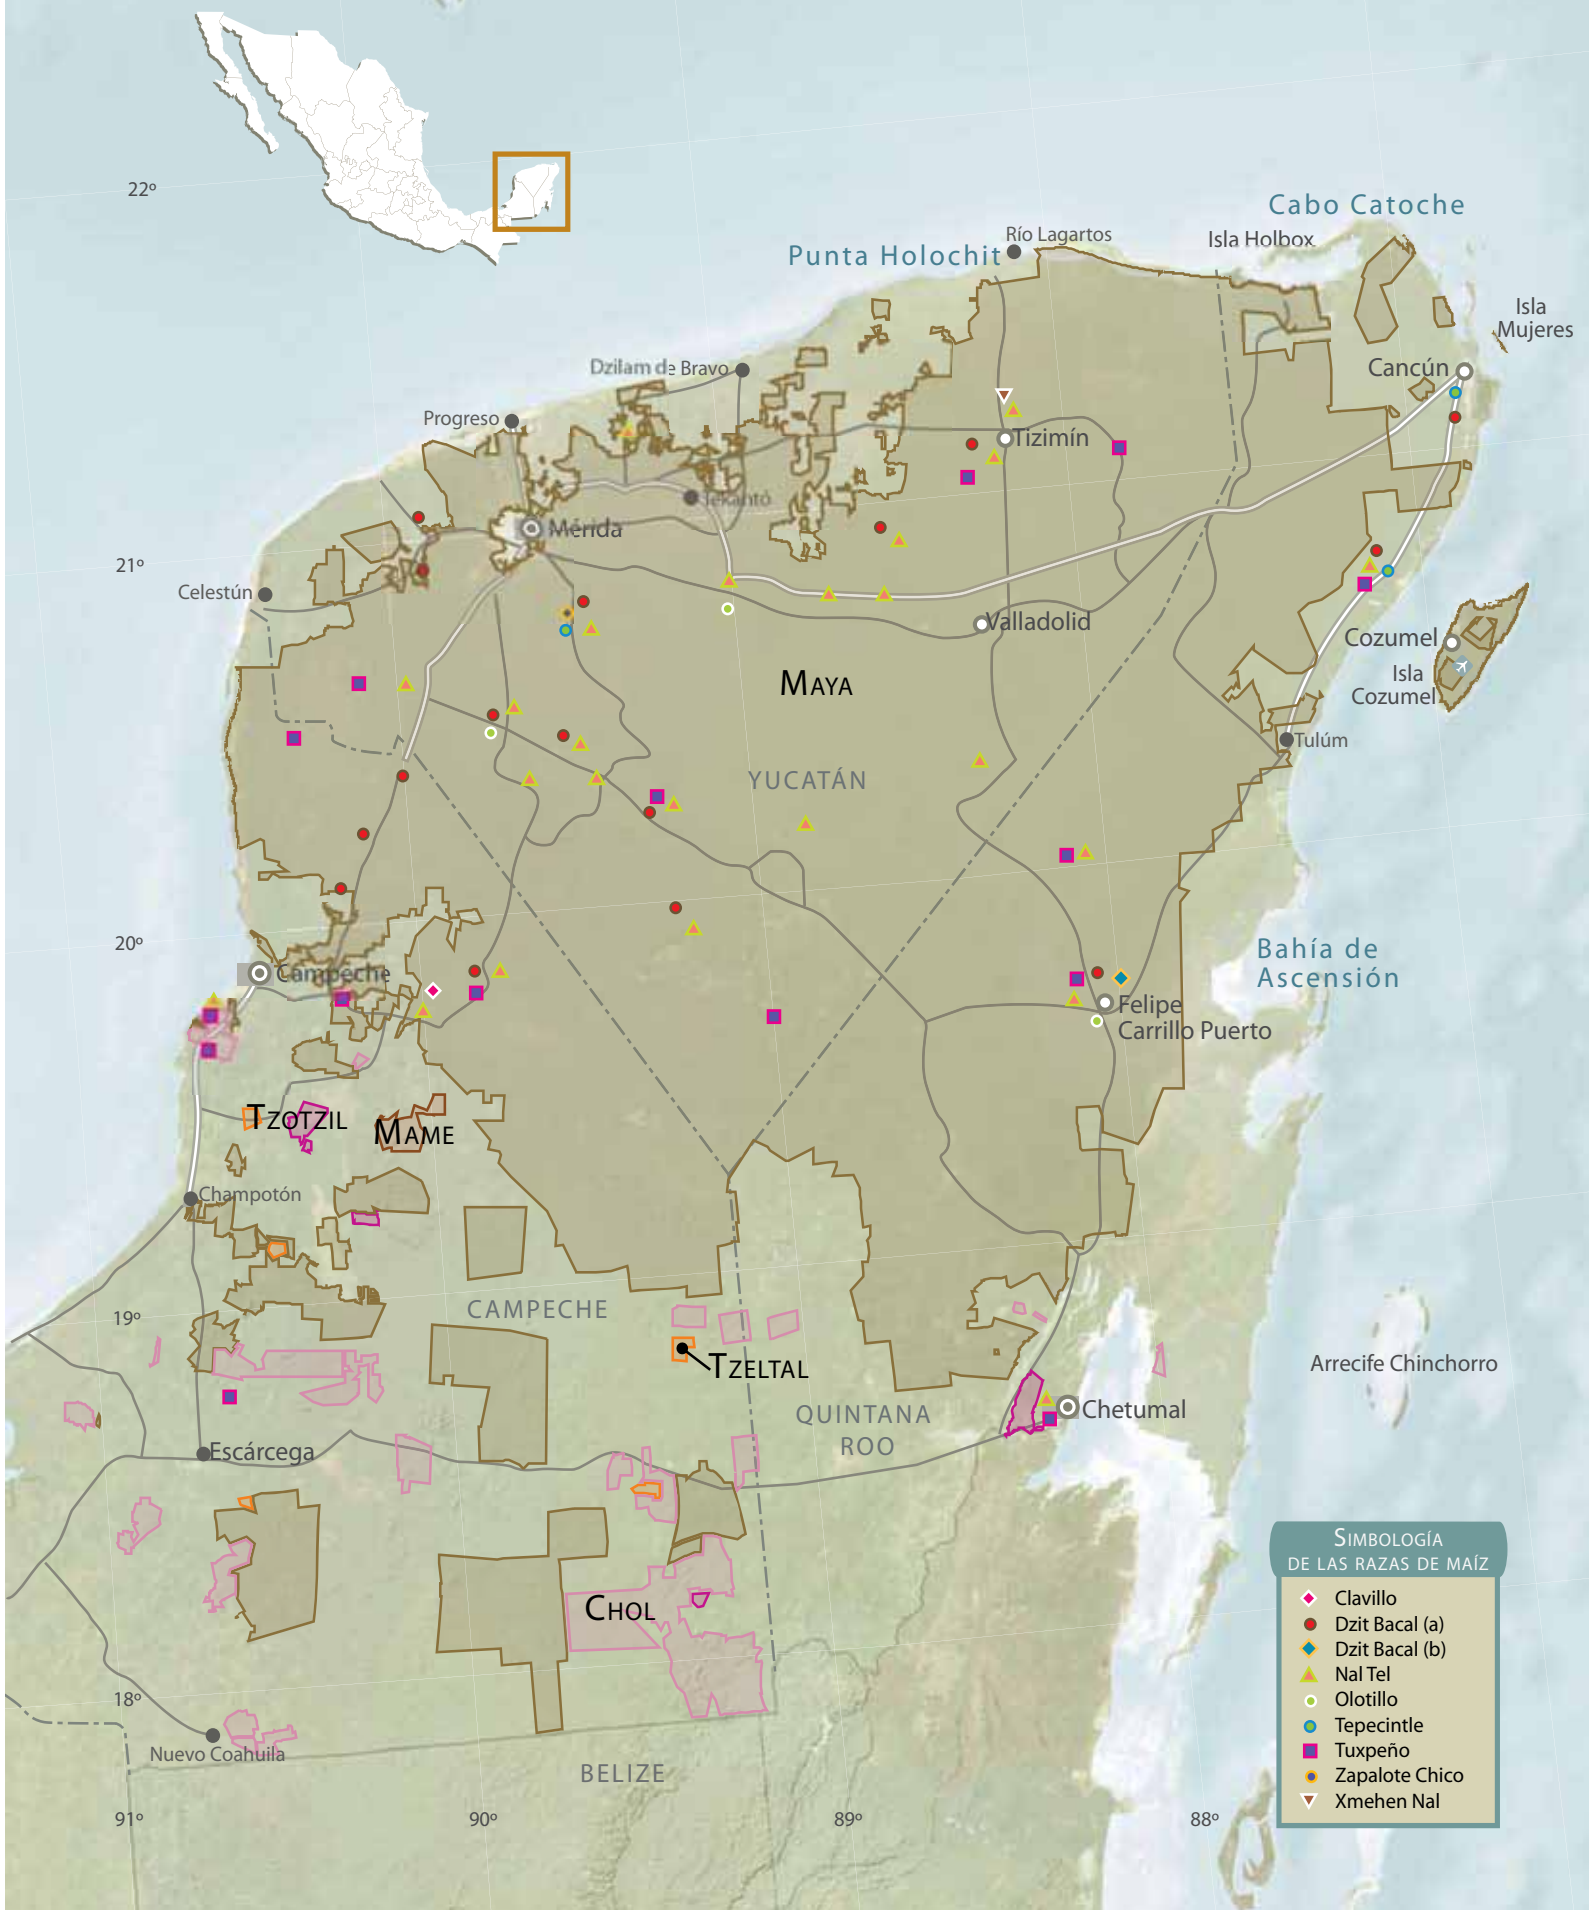 Cabo Catoche
22º
Río Lagartos
Isla Holbox
Punta Holochit
Isla
Mujeres
Dzilam de Bravo
Cancún
Progreso
Tizimín
Tekantó
Mérida
21º
Celestún
Valladolid
Cozumel
Isla
Cozumel
MAYA
Tulúm
YUCATÁN
20º
Bahía de
Ascensión
Campeche
Felipe
Carrillo Puerto
TZOTZIL
MAME
Champotón
CAMPECHE
19º
TZELTAL
Arrecife Chinchorro
QUINTANA
ROO
Chetumal
Escárcega
SIMBOLOGÍA
DE LAS RAZAS DE MAÍZ
Clavillo
Dzit Bacal (a)
Dzit Bacal (b)
Nal Tel
Olotillo
Tepecintle
Tuxpeño
Zapalote Chico
Xmehen Nal
CHOL
18º
Nuevo Coahuila
BELIZE
91º
90º
89º
88º